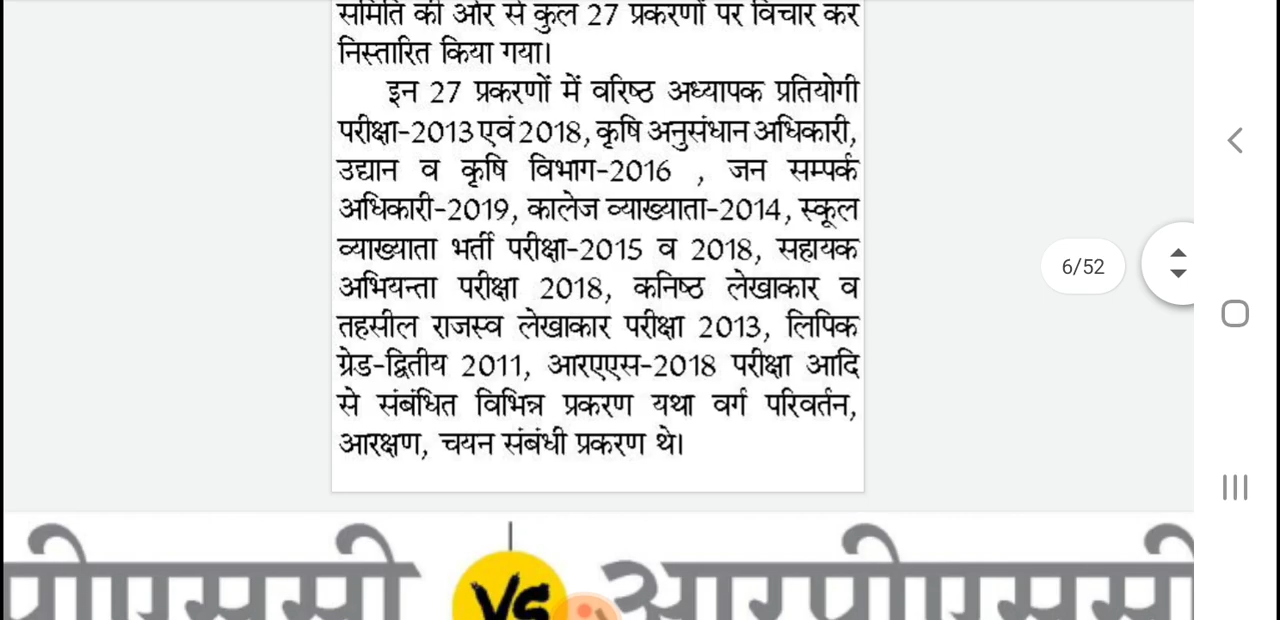 समिति की ओर से कुल 27 प्रकरणों पर विचार कर
निस्तारित किया गया।
इन 27 प्रकरणों में वरिष्ठ अध्यापक प्रतियोगी
परीक्षा-2013 एवं 2018, कृषि अनुसंधान अधिकारी,
उद्यान व कृषि विभाग-2016 , जन सम्पर्क
अधिकारी-2019, कालेज व्याख्याता-2014, स्कूल
व्याख्याता भर्ती परीक्षा-2015 व 2018, सहायक
अभियन्ता परीक्षा 2018, कनिष्ठ लेखाकार व
तहसील राजस्व लेखाकार परीक्षा 2013, लिपिक
ग्रेड-द्वितीय 2011, आरएएस-2018 परीक्षा आदि
से संबंधित विभिन्न प्रकरण यथा वर्ग परिवर्तन,
आरक्षण, चयन संबंधी प्रकरण थे।
6/52
VS आरपीएससी